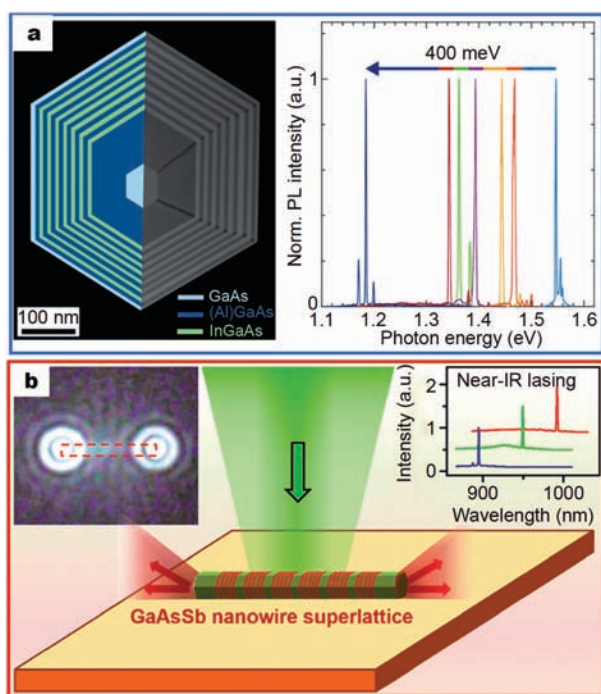 a
GaAs
(Al)GaAs
InGaAs
100 nm
400 meV
Norm. PL intensity (a.u.)
1
0
1.1 1.2 1.3 1.4 1.5 1.6
Photon energy (eV)
b
Near-IR lasing
Intensity (a.u.)
2
1
0
900 1000
Wavelength (nm)
GaAsSb nanowire superlattice